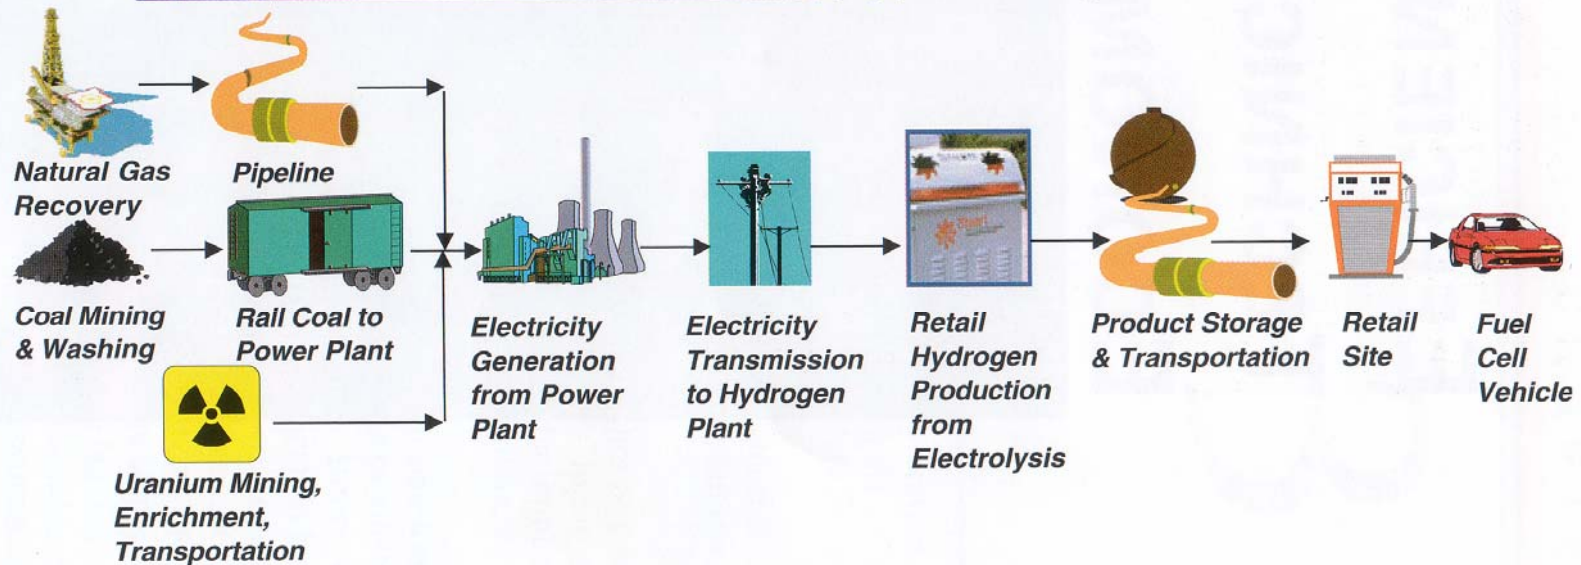 Natural Gas
Recovery
Pipeline
Coal Mining
& Washing
Rail Coal to
Power Plant
Uranium Mining,
Enrichment,
Transportation
Electricity
Generation
from Power
Plant
Electricity
Transmission
to Hydrogen
Plant
Retail
Hydrogen
Production
from
Electrolysis
Product Storage
& Transportation
Retail
Site
Fuel
Cell
Vehicle